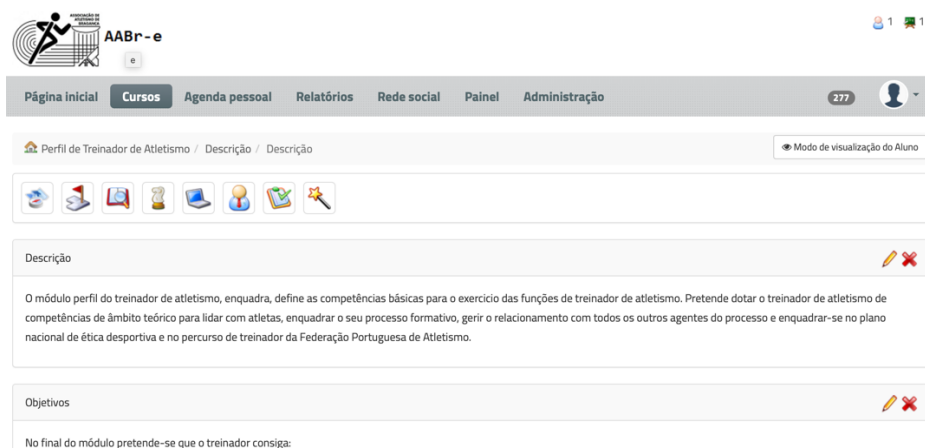 ASSOCIAÇÃO DE
ATLETISMO DE
BRAGANÇA
AABr-e
e
1 1
Página inicial Cursos Agenda pessoal Relatórios Rede social Painel Administração 277
Perfil de Treinador de Atletismo / Descrição / Descrição
Modo de visualização do Aluno
Descrição
O módulo perfil do treinador de atletismo, enquadra, define as competências básicas para o exercicio das funções de treinador de atletismo. Pretende dotar o treinador de atletismo de
competências de âmbito teórico para lidar com atletas, enquadrar o seu processo formativo, gerir o relacionamento com todos os outros agentes do processo e enquadrar-se no plano
nacional de ética desportiva e no percurso de treinador da Federação Portuguesa de Atletismo.
Objetivos
No final do módulo pretende-se que o treinador consiga: